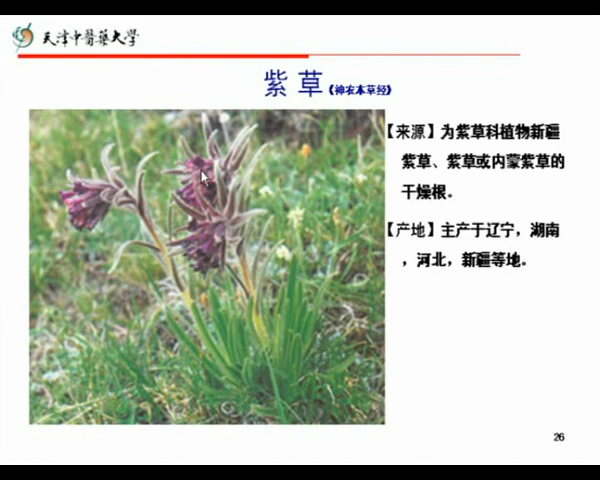 天津中醫藥大學
紫草《神农本草经》
【来源】为紫草科植物新疆
紫草、紫草或内蒙紫草的
干燥根。
【产地】主产于辽宁，湖南
，河北，新疆等地。
26